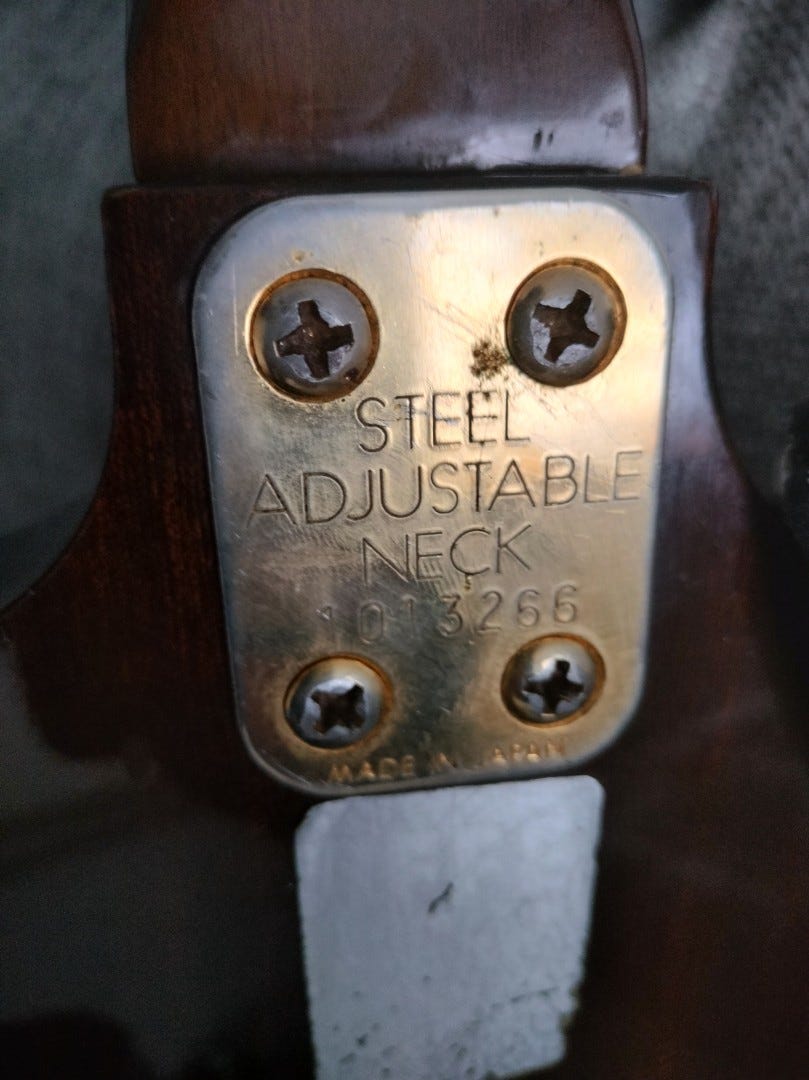 STEEL
ADJUSTABLE
NECK
1013266
MADE IN JAPAN